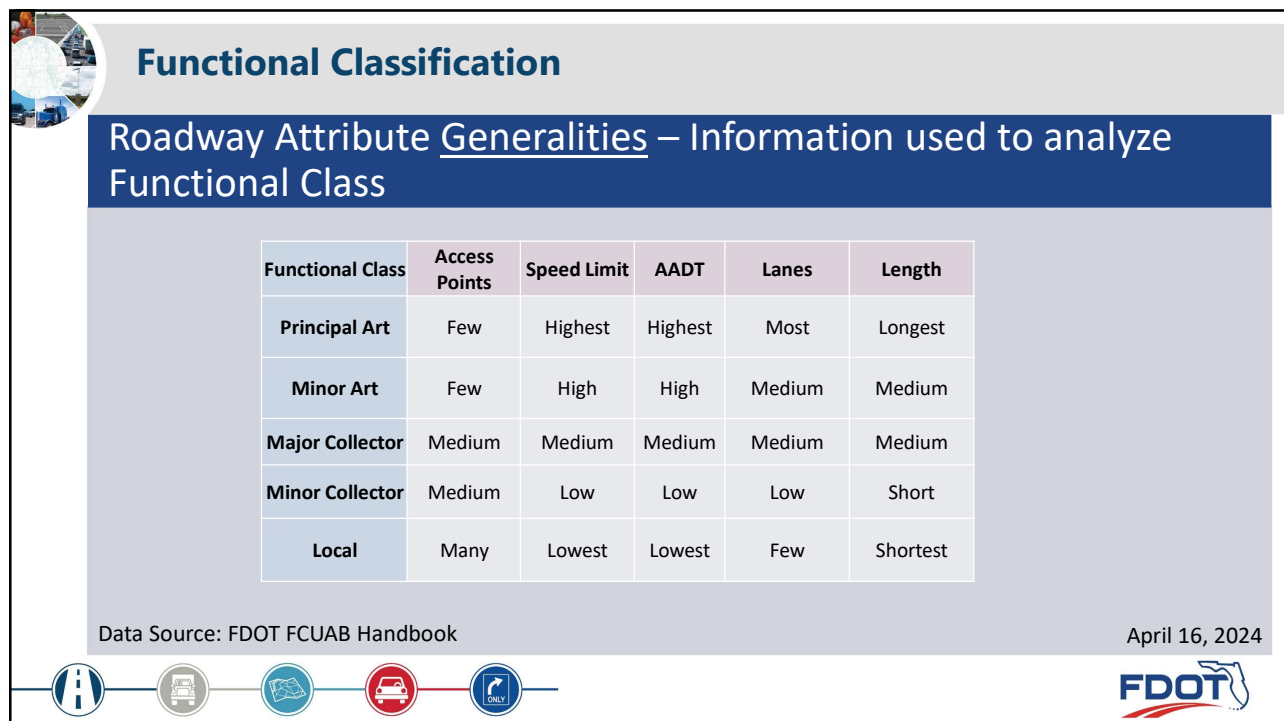 Functional Classification
Roadway Attribute Generalities – Information used to analyze
Functional Class
Functional Class Access Points Speed Limit AADT Lanes Length
Principal Art Few Highest Highest Most Longest
Minor Art Few High High Medium Medium
Major Collector Medium Medium Medium Medium Medium
Minor Collector Medium Low Low Low Short
Local Many Lowest Lowest Few Shortest
Data Source: FDOT FCUAB Handbook
April 16, 2024
ONLY
FDOT